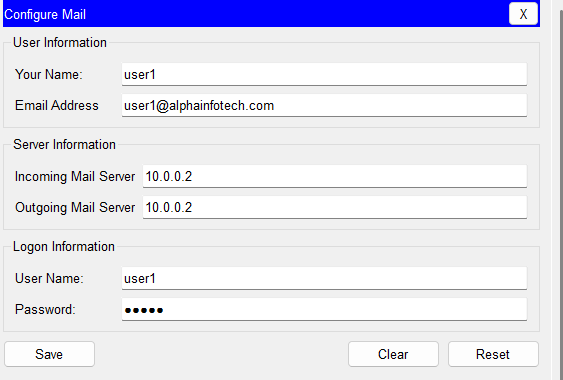 Configure Mail X
User Information
Your Name: user1
Email Address user1@alphainfotech.com
Server Information
Incoming Mail Server 10.0.0.2
Outgoing Mail Server 10.0.0.2
Logon Information
User Name: user1
Password: ●●●●●
Save Clear Reset